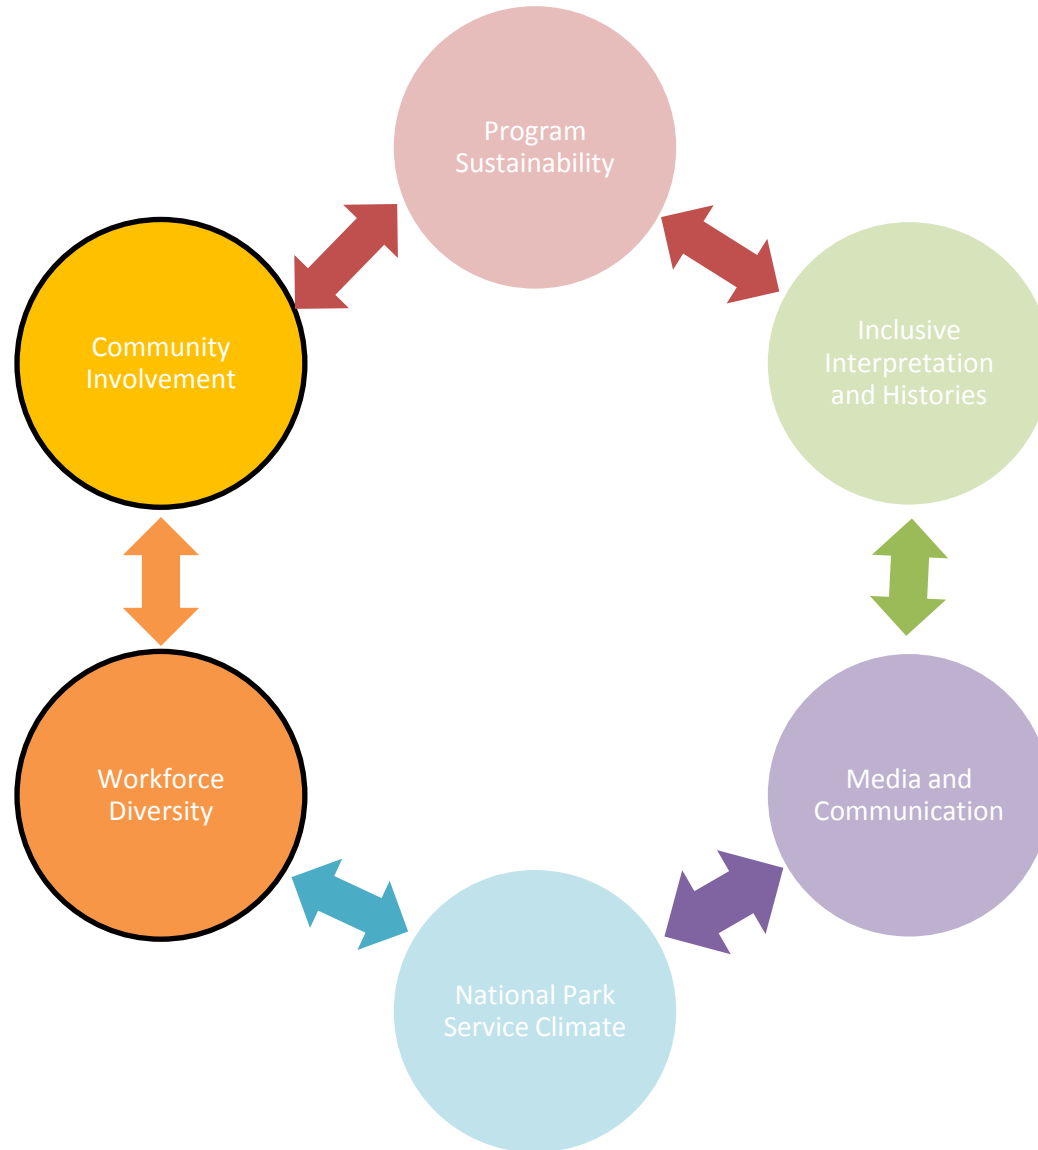 Program
Sustainability
Inclusive
Interpretation
and Histories
Community
Involvement
Workforce
Diversity
Media and
Communication
National Park
Service Climate